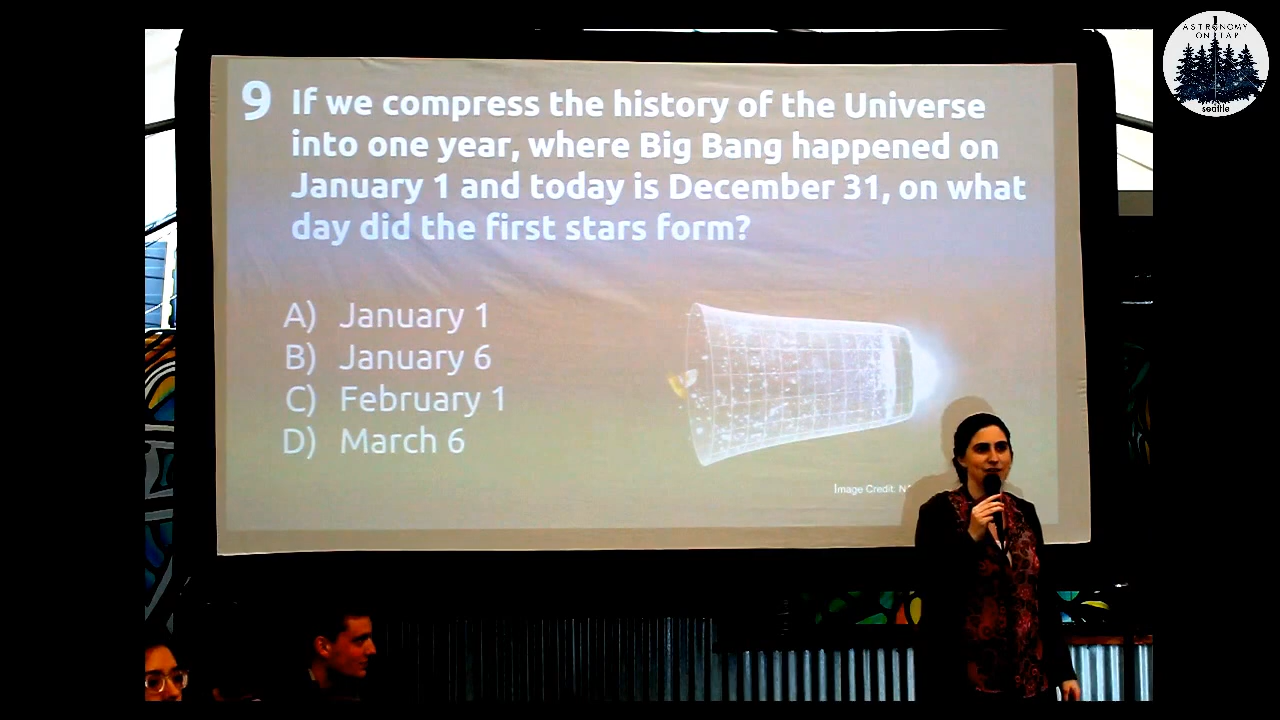 ASTRONOMY
ON TAP
seattle
9 If we compress the history of the Universe
into one year, where Big Bang happened on
January 1 and today is December 31, on what
day did the first stars form?
A) January 1
B) January 6
C) February 1
D) March 6
Image Credit: